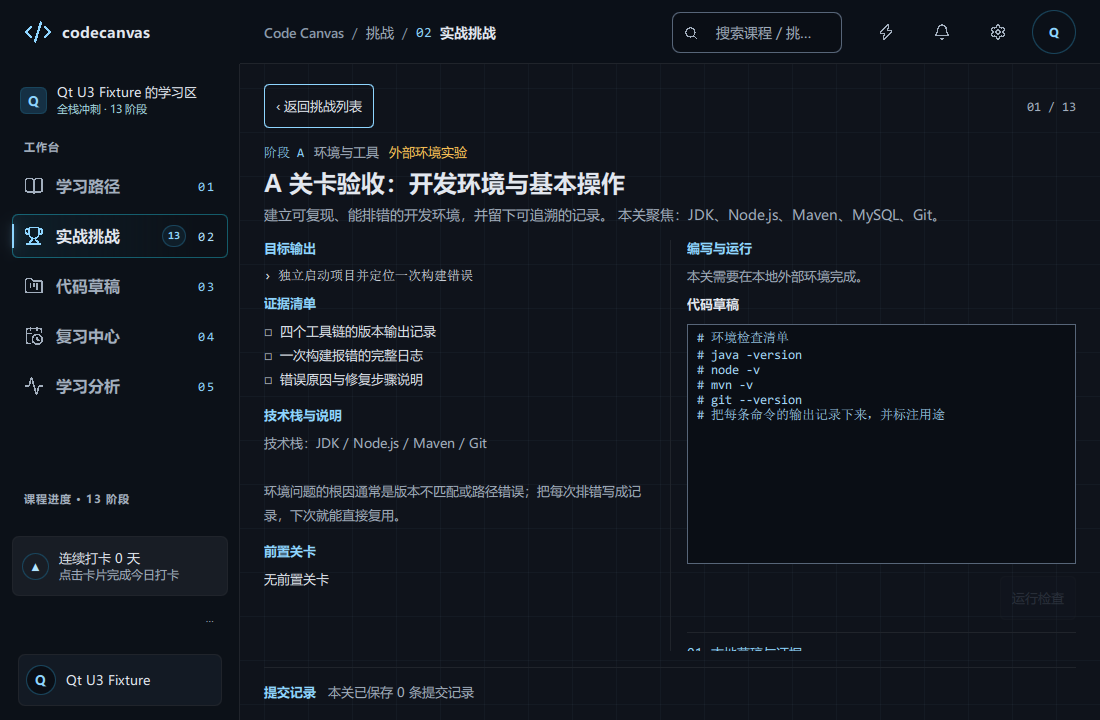 codecanvas
Code Canvas / 挑战 / 02 实战挑战
搜索课程 / 挑...
Q
Q
Qt U3 Fixture 的学习区
全栈冲刺 · 13 阶段
工作台
学习路径 01
实战挑战 13 02
代码草稿 03
复习中心 04
学习分析 05
课程进度 • 13 阶段
▲
连续打卡 0 天
点击卡片完成今日打卡
...
Q
Qt U3 Fixture
‹ 返回挑战列表
01 / 13
阶段 A 环境与工具 外部环境实验
A 关卡验收：开发环境与基本操作
建立可复现、能排错的开发环境，并留下可追溯的记录。 本关聚焦：JDK、Node.js、Maven、MySQL、Git。
目标输出
› 独立启动项目并定位一次构建错误
证据清单
四个工具链的版本输出记录
一次构建报错的完整日志
错误原因与修复步骤说明
技术栈与说明
技术栈：JDK / Node.js / Maven / Git
环境问题的根因通常是版本不匹配或路径错误；把每次排错写成记
录，下次就能直接复用。
前置关卡
无前置关卡
编写与运行
本关需要在本地外部环境完成。
代码草稿
# 环境检查清单
# java -version
# node -v
# mvn -v
# git --version
# 把每条命令的输出记录下来，并标注用途
运行检查
01 本地草稿与证据
提交记录 本关已保存 0 条提交记录